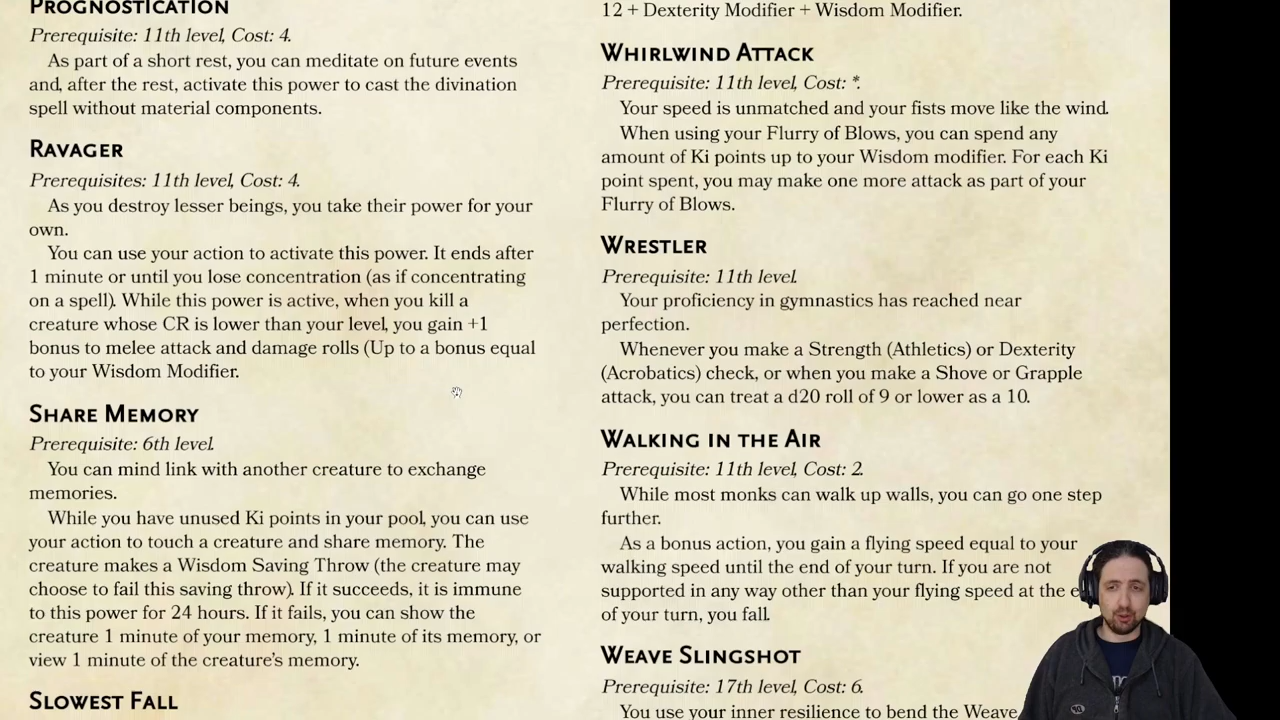 PROGNOSTICATION
Prerequisite: 11th level, Cost: 4.
As part of a short rest, you can meditate on future events
and, after the rest, activate this power to cast the divination
spell without material components.
RAVAGER
Prerequisites: 11th level, Cost: 4.
As you destroy lesser beings, you take their power for your
own.
You can use your action to activate this power. It ends after
1 minute or until you lose concentration (as if concentrating
on a spell). While this power is active, when you kill a
creature whose CR is lower than your level, you gain +1
bonus to melee attack and damage rolls (Up to a bonus equal
to your Wisdom Modifier.
SHARE MEMORY
Prerequisite: 6th level.
You can mind link with another creature to exchange
memories.
While you have unused Ki points in your pool, you can use
your action to touch a creature and share memory. The
creature makes a Wisdom Saving Throw (the creature may
choose to fail this saving throw). If it succeeds, it is immune
to this power for 24 hours. If it fails, you can show the
creature 1 minute of your memory, 1 minute of its memory, or
view 1 minute of the creature's memory.
SLOWEST FALL
12 + Dexterity Modifier + Wisdom Modifier.
WHIRLWIND ATTACK
Prerequisite: 11th level, Cost: *.
Your speed is unmatched and your fists move like the wind.
When using your Flurry of Blows, you can spend any
amount of Ki points up to your Wisdom modifier. For each Ki
point spent, you may make one more attack as part of your
Flurry of Blows.
WRESTLER
Prerequisite: 11th level.
Your proficiency in gymnastics has reached near
perfection.
Whenever you make a Strength (Athletics) or Dexterity
(Acrobatics) check, or when you make a Shove or Grapple
attack, you can treat a d20 roll of 9 or lower as a 10.
WALKING IN THE AIR
Prerequisite: 11th level, Cost: 2.
While most monks can walk up walls, you can go one step
further.
As a bonus action, you gain a flying speed equal to your
walking speed until the end of your turn. If you are not
supported in any way other than your flying speed at the
of your turn, you fall.
WEAVE SLINGSHOT
Prerequisite: 17th level, Cost: 6.
You use your inner resilience to bend the Weave